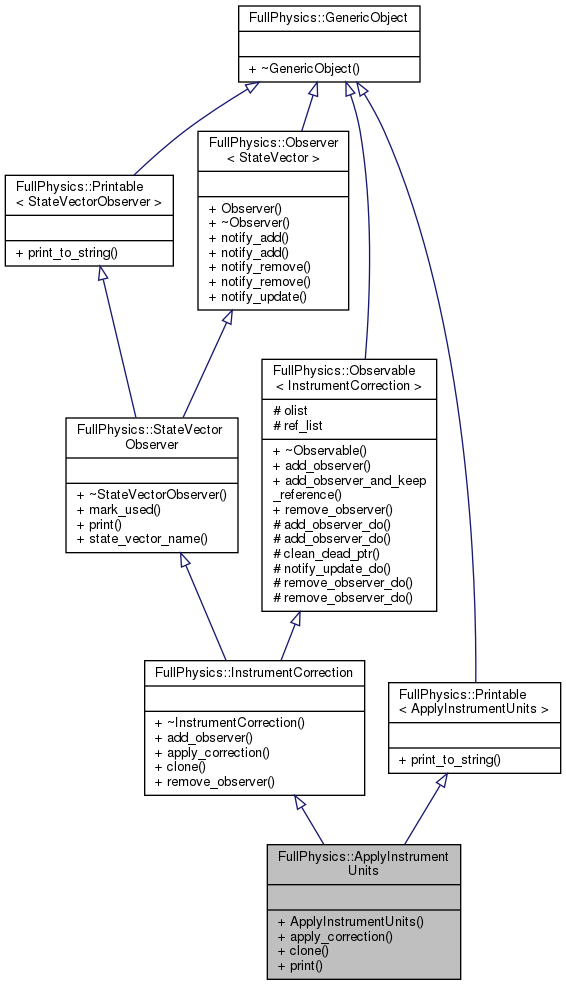 FullPhysics::GenericObject
+ ~GenericObject()
FullPhysics::Observer
< StateVector >
+ Observer()
+ ~Observer()
+ notify_add()
+ notify_add()
+ notify_remove()
+ notify_remove()
+ notify_update()
FullPhysics::Printable
< StateVectorObserver >
+ print_to_string()
FullPhysics::Observable
< InstrumentCorrection >
# olist
# ref_list
+ ~Observable()
+ add_observer()
+ add_observer_and_keep
_reference()
+ remove_observer()
# add_observer_do()
# add_observer_do()
# clean_dead_ptr()
# notify_update_do()
# remove_observer_do()
# remove_observer_do()
FullPhysics::StateVector
Observer
+ ~StateVectorObserver()
+ mark_used()
+ print()
+ state_vector_name()
FullPhysics::InstrumentCorrection
+ ~InstrumentCorrection()
+ add_observer()
+ apply_correction()
+ clone()
+ remove_observer()
FullPhysics::Printable
< ApplyInstrumentUnits >
+ print_to_string()
FullPhysics::ApplyInstrument
Units
+ ApplyInstrumentUnits()
+ apply_correction()
+ clone()
+ print()